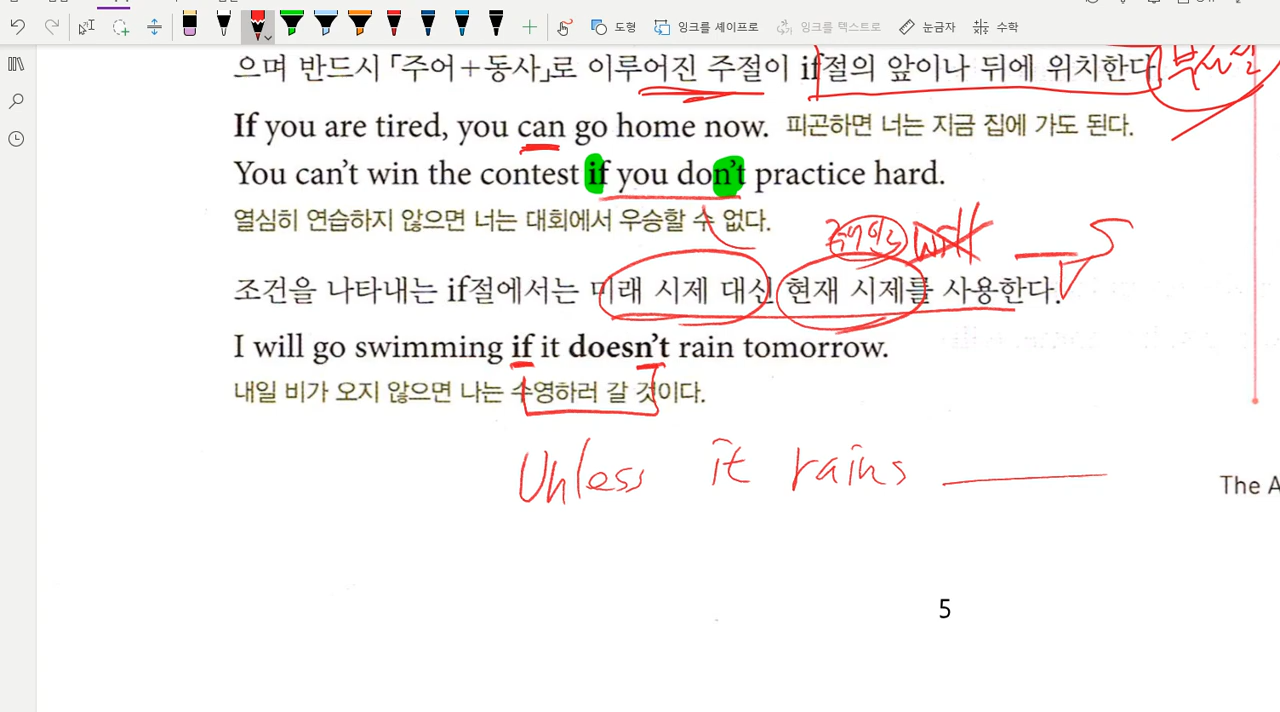 도형
잉크를 셰이프로
잉크를 텍스트로
눈금자
수학
으며 반드시 「주어+동사」로 이루어진 주절이 if절의 앞이나 뒤에 위치한다.
If you are tired, you can go home now. 피곤하면 너는 지금 집에 가도 된다.
You can't win the contest if you don't practice hard.
열심히 연습하지 않으면 너는 대회에서 우승할 수 없다.
will
조건을 나타내는 if절에서는 미래 시제 대신 현재 시제를 사용한다.
I will go swimming if it doesn't rain tomorrow.
내일 비가 오지 않으면 나는 수영하러 갈 것이다.
Unless it rains
The A
5